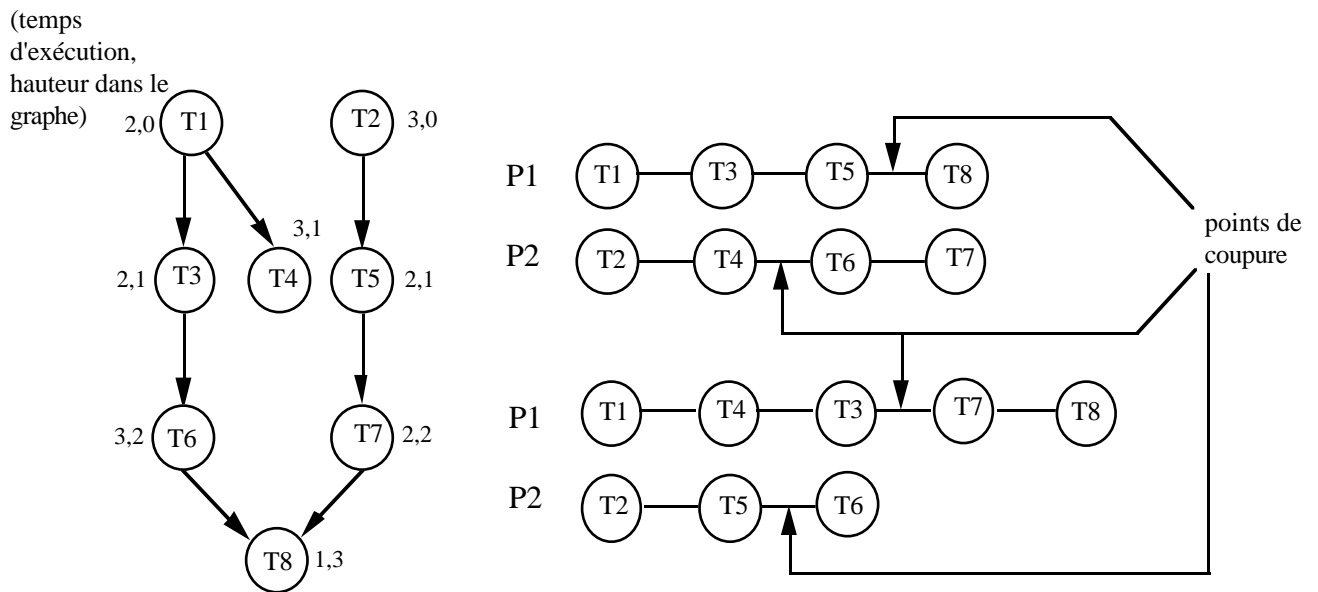 (temps
d'exécution,
hauteur dans le
graphe)
2,0 T1 T2 3,0
3,1
2,1 T3 T4 T5 2,1
3,2 T6 T7 2,2
T8 1,3
P1 T1 T3 T5 T8
P2 T2 T4 T6 T7
points de
coupure
P1 T1 T4 T3 T7 T8
P2 T2 T5 T6